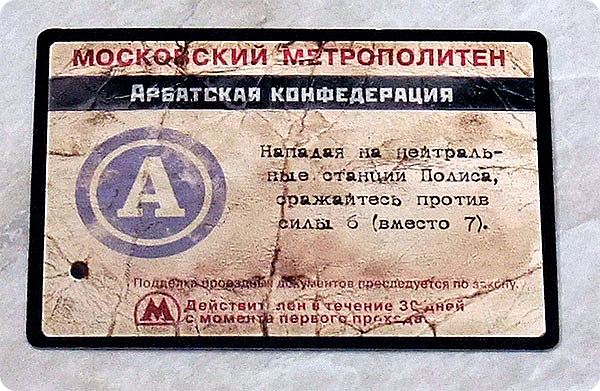 МОСКОВСКИЙ МЕТРОПОЛИТЕН
АРБАТСКАЯ КОНФЕДЕРАЦИЯ
А
Нападая на нейтраль-
ные станции Полиса,
сражайтесь против
силы 6 (вместо 7).
Подделка проездных документов преследуется по закону.
М Действителен в течение 30 дней
с момента первого прохода.